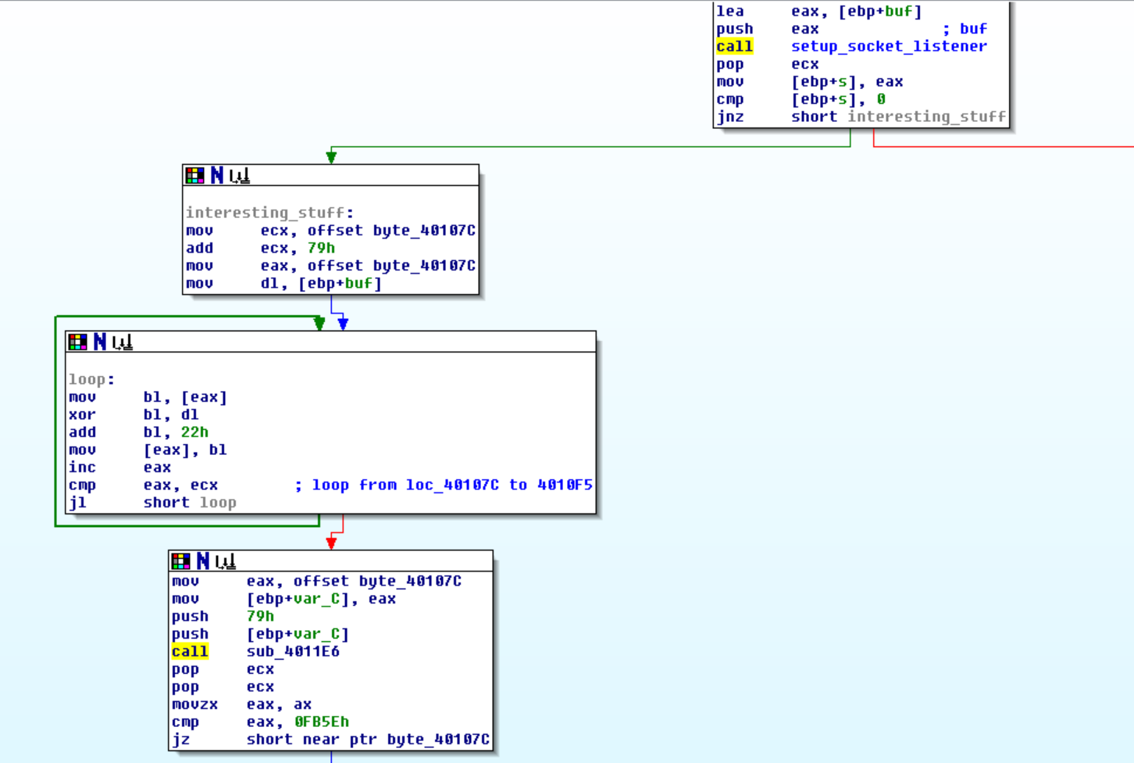 lea eax, [ebp+buf]
push eax ; buf
call setup_socket_listener
pop ecx
mov [ebp+s], eax
cmp [ebp+s], 0
jnz short interesting_stuff
interesting_stuff:
mov ecx, offset byte_40107C
add ecx, 79h
mov eax, offset byte_40107C
mov dl, [ebp+buf]
loop:
mov bl, [eax]
xor bl, dl
add bl, 22h
mov [eax], bl
inc eax
cmp eax, ecx ; loop from loc_40107C to 4010F5
jl short loop
mov eax, offset byte_40107C
mov [ebp+var_C], eax
push 79h
push [ebp+var_C]
call sub_4011E6
pop ecx
pop ecx
movzx eax, ax
cmp eax, 0FB5Eh
jz short near ptr byte_40107C